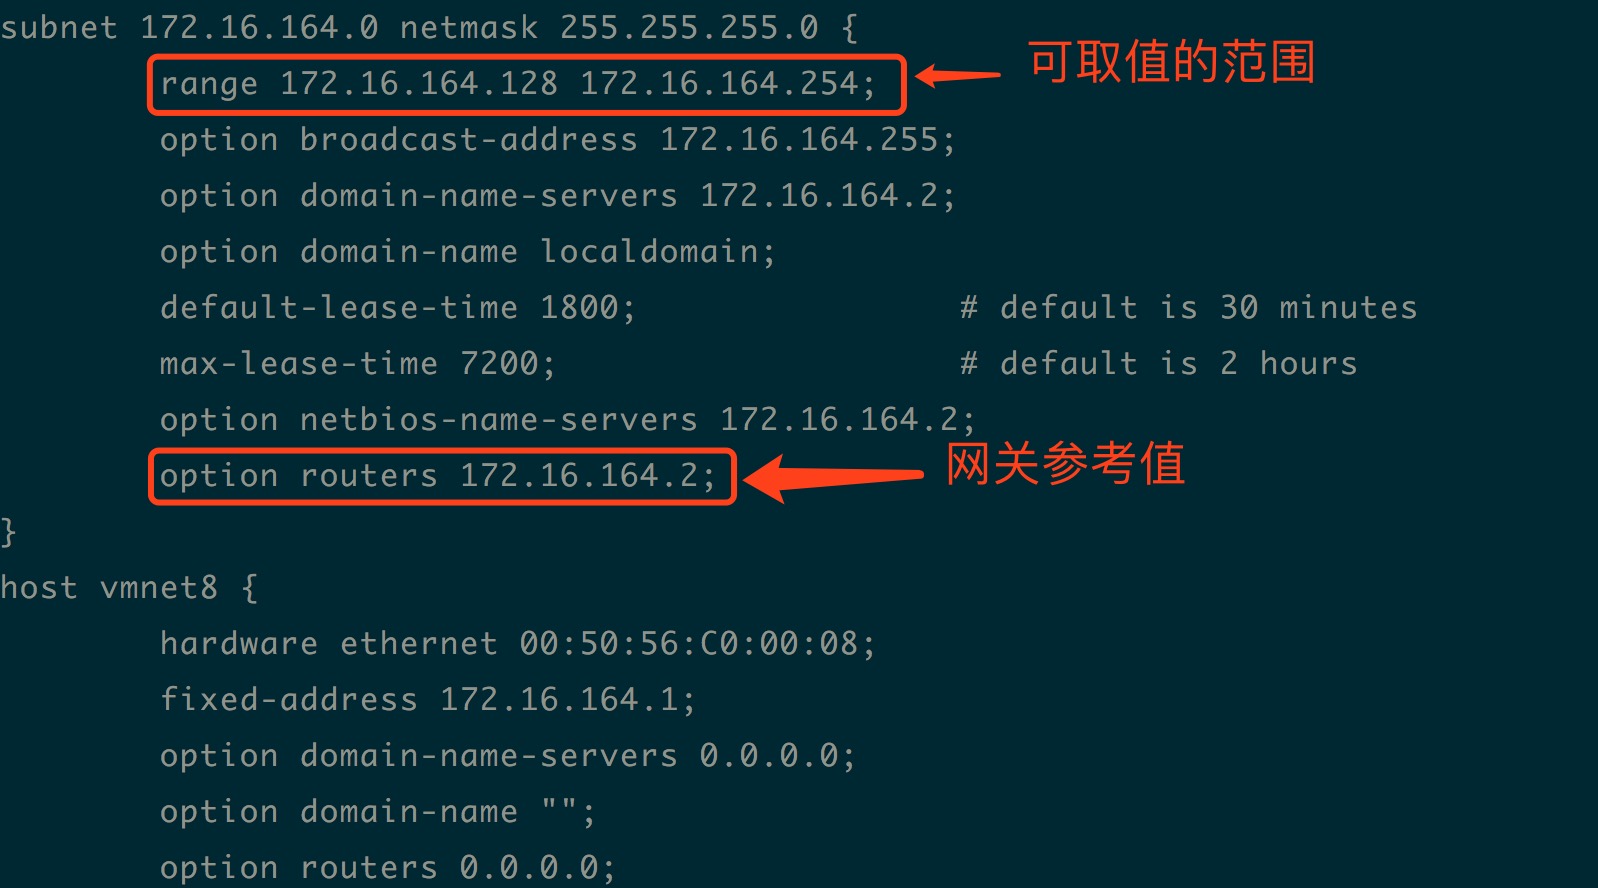 subnet 172.16.164.0 netmask 255.255.255.0 {
range 172.16.164.128 172.16.164.254;
可取值的范围
option broadcast-address 172.16.164.255;
option domain-name-servers 172.16.164.2;
option domain-name localdomain;
default-lease-time 1800; # default is 30 minutes
max-lease-time 7200; # default is 2 hours
option netbios-name-servers 172.16.164.2;
option routers 172.16.164.2;
网关参考值
}
host vmnet8 {
hardware ethernet 00:50:56:C0:00:08;
fixed-address 172.16.164.1;
option domain-name-servers 0.0.0.0;
option domain-name "";
option routers 0.0.0.0;